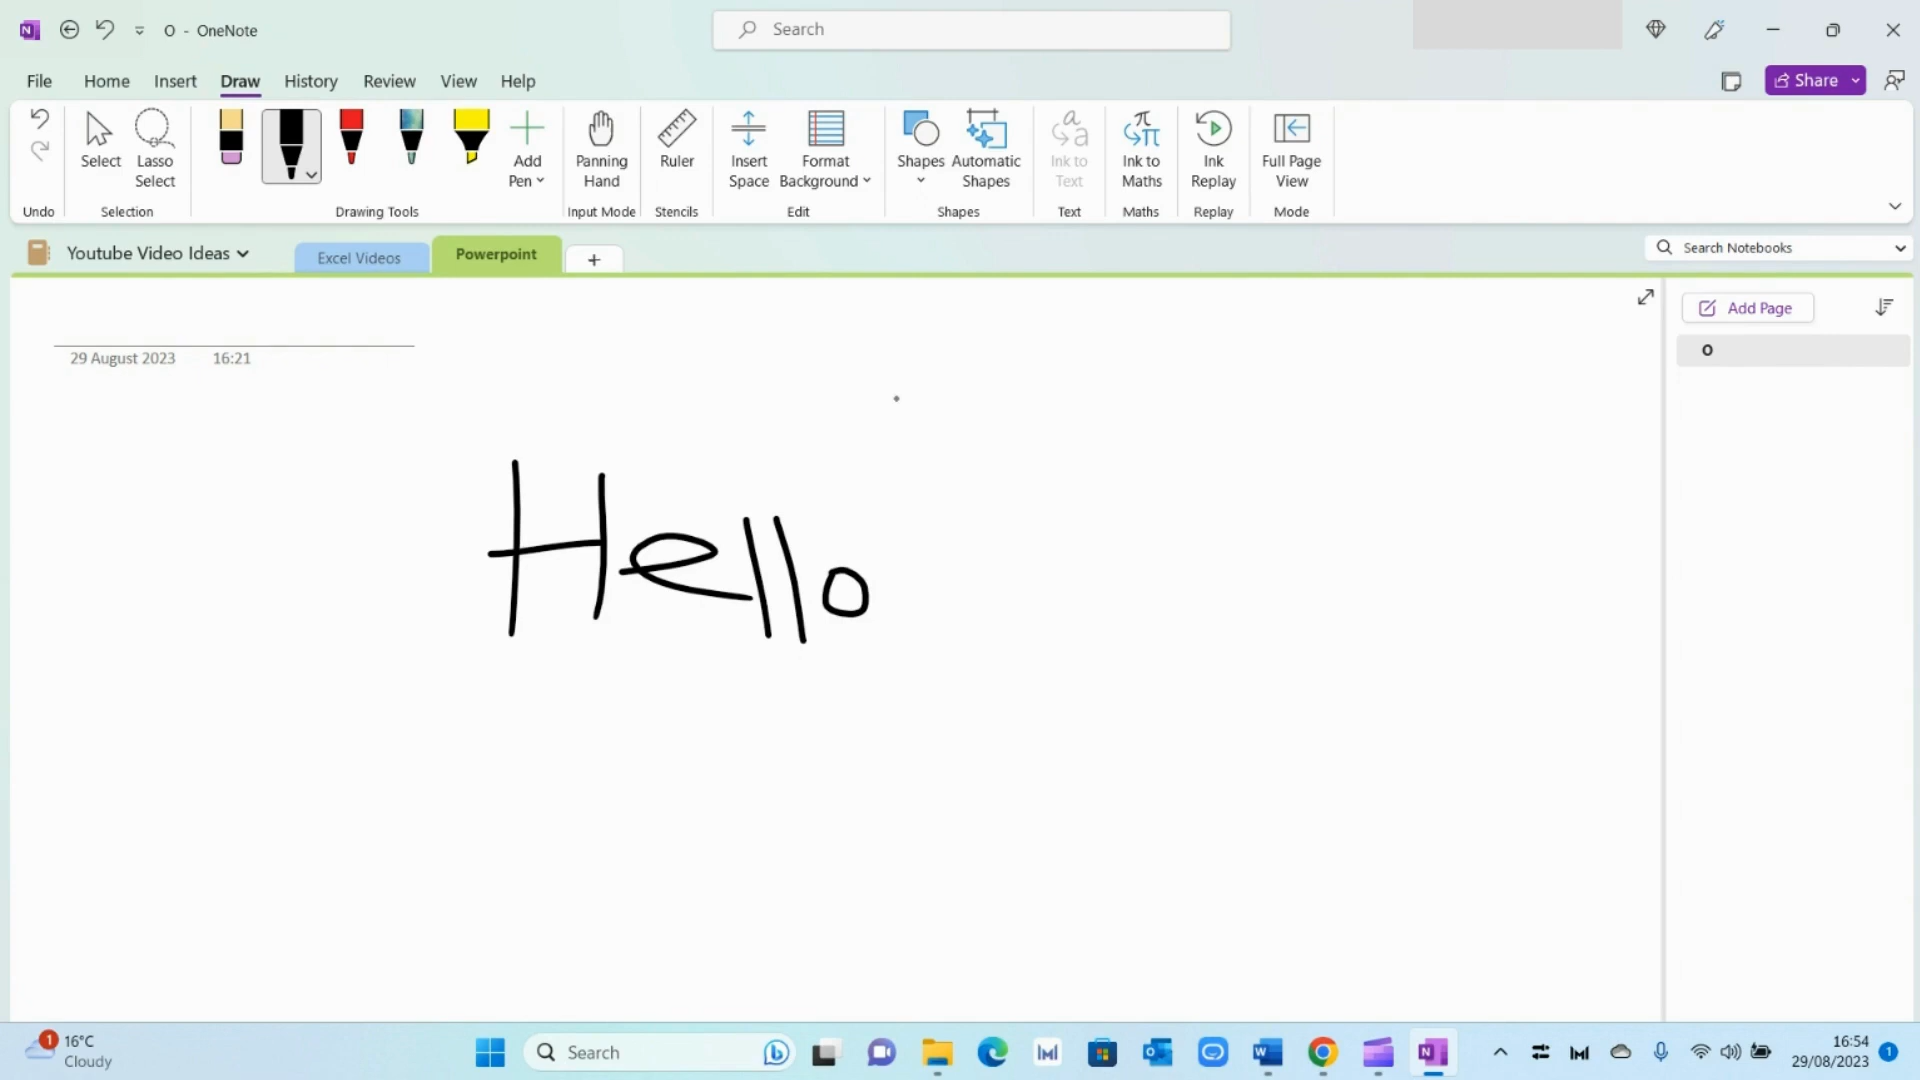 O - OneNote
Search
File Home Insert Draw History Review View Help
Share
Select
Lasso Select
Add Pen
Panning Hand
Ruler
Insert Space
Format Background
Shapes
Automatic Shapes
Ink to Text
Ink to Maths
Ink Replay
Full Page View
Undo Selection Drawing Tools Input Mode Stencils Edit Shapes Text Maths Replay Mode
Youtube Video Ideas Excel Videos Powerpoint +
Search Notebooks
Add Page
O
29 August 2023 16:21
Hello
1
16°C
Cloudy
Search
16:54
29/08/2023
1